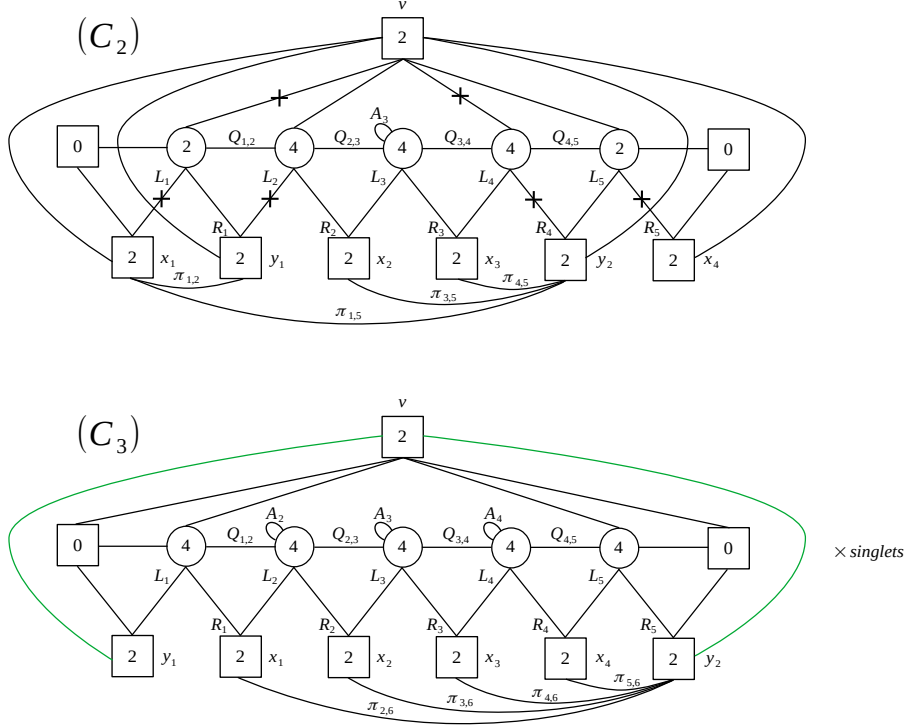 v
(C₂) 2
A₃
0 2 Q₁,₂ 4 Q₂,₃ 4 Q₃,₄ 4 Q₄,₅ 2 0
L₁ L₂ L₃ L₄ L₅
R₁ R₂ R₃ R₄ R₅
2 x₁ 2 y₁ 2 x₂ 2 x₃ 2 y₂ 2 x₄
π₁,₂ π₃,₅ π₄,₅
π₁,₅
v
(C₃) 2
A₂ A₃ A₄
0 4 Q₁,₂ 4 Q₂,₃ 4 Q₃,₄ 4 Q₄,₅ 4 0 × singlets
L₁ L₂ L₃ L₄ L₅
R₁ R₂ R₃ R₄ R₅
2 y₁ 2 x₁ 2 x₂ 2 x₃ 2 x₄ 2 y₂
π₂,₆ π₃,₆ π₄,₆ π₅,₆